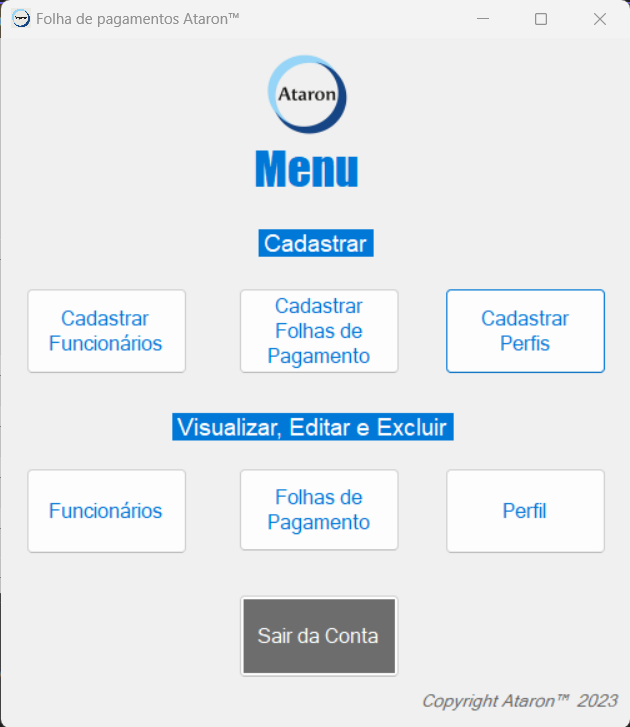 Folha de pagamentos Ataron™
Ataron
Menu
Cadastrar
Cadastrar
Funcionários
Cadastrar
Folhas de
Pagamento
Cadastrar
Perfis
Visualizar, Editar e Excluir
Funcionários
Folhas de
Pagamento
Perfil
Sair da Conta
Copyright Ataron™ 2023